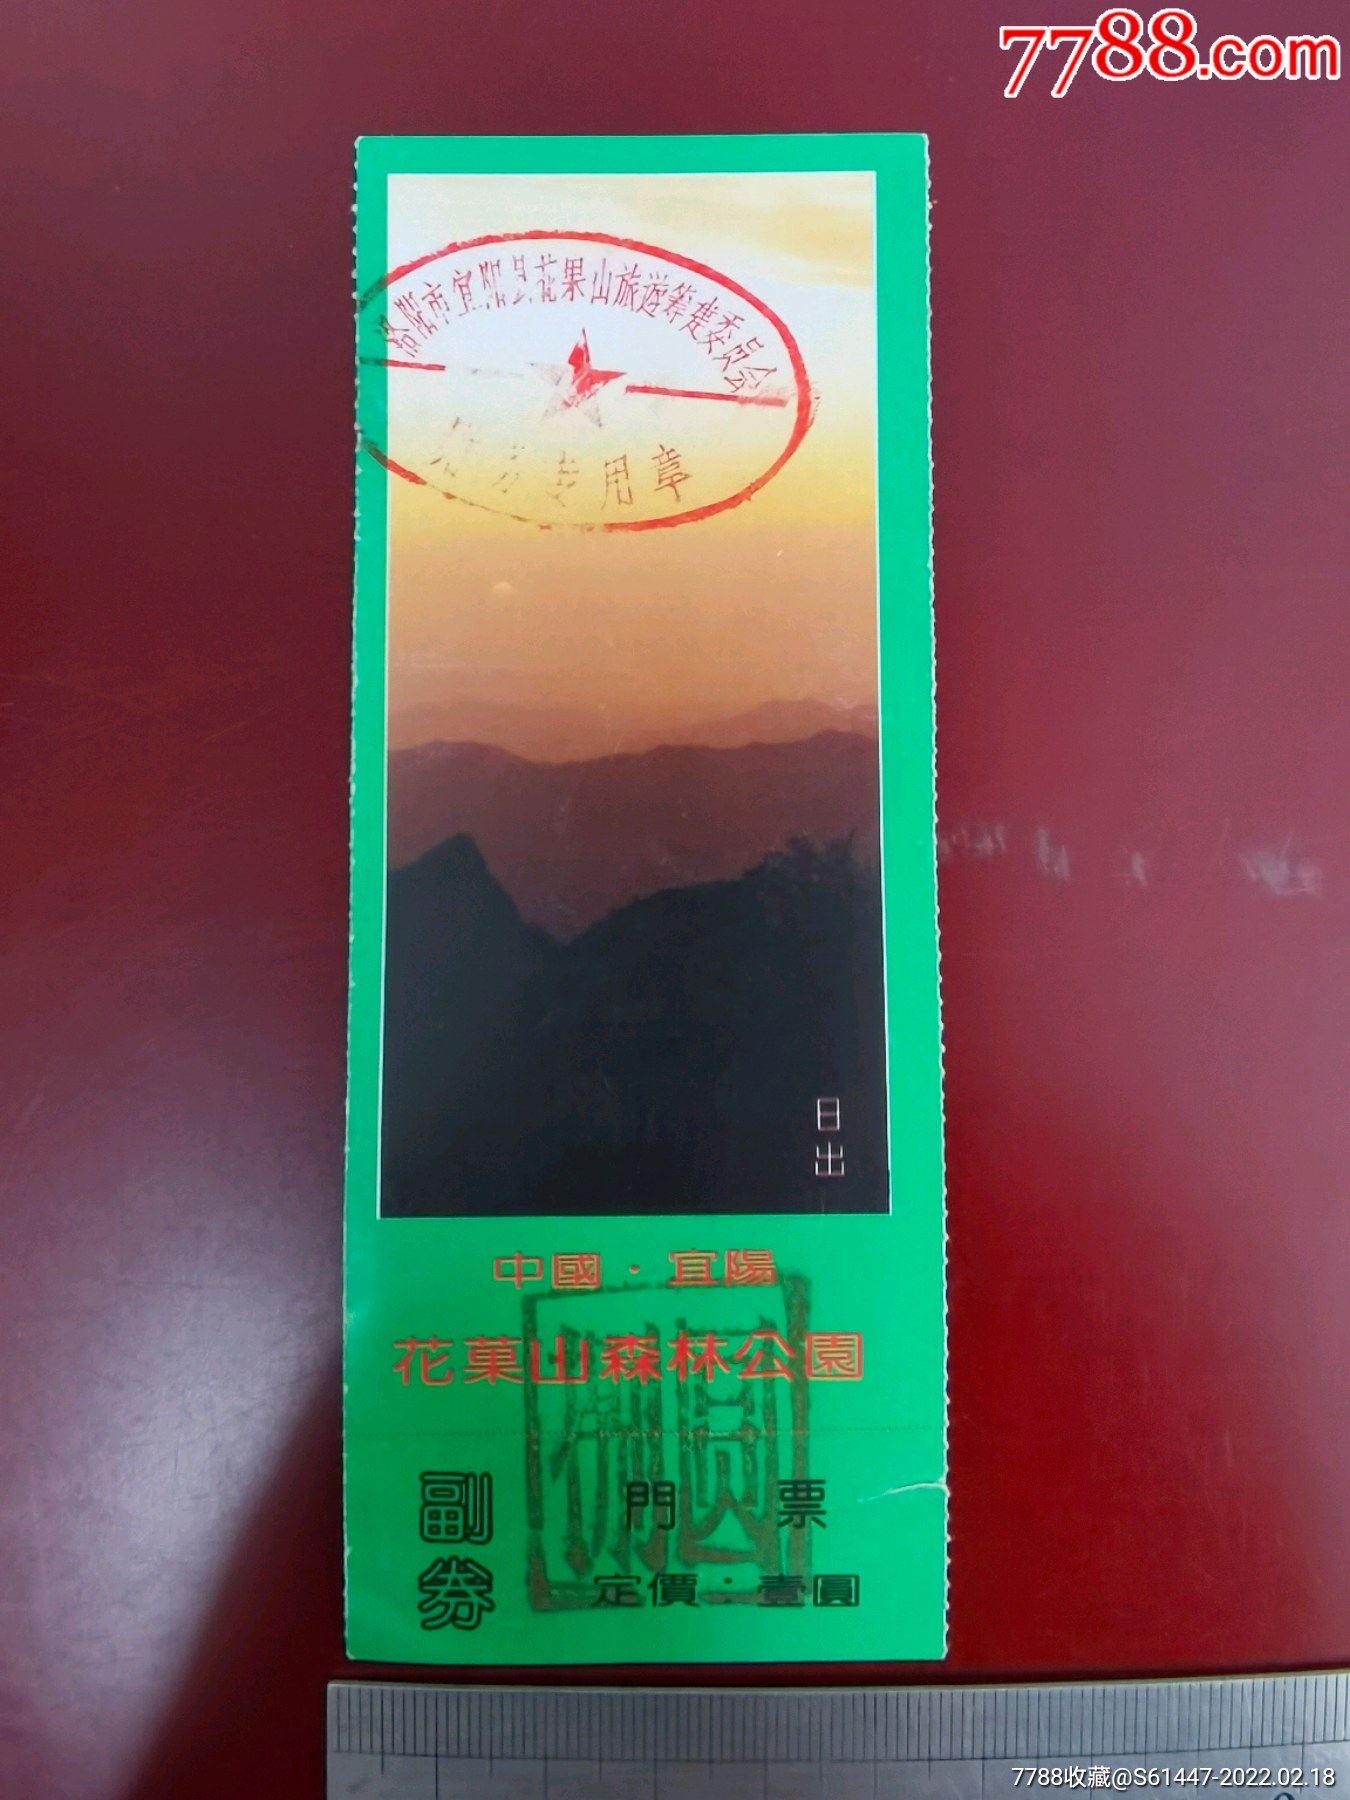 7788.com
洛阳市宜阳县花果山旅游筹建委员会
专用章
日出
中國·宜陽
花菓山森林公園
副券
門 票
定價:壹圓
7788收藏@S61447-2022.02.18